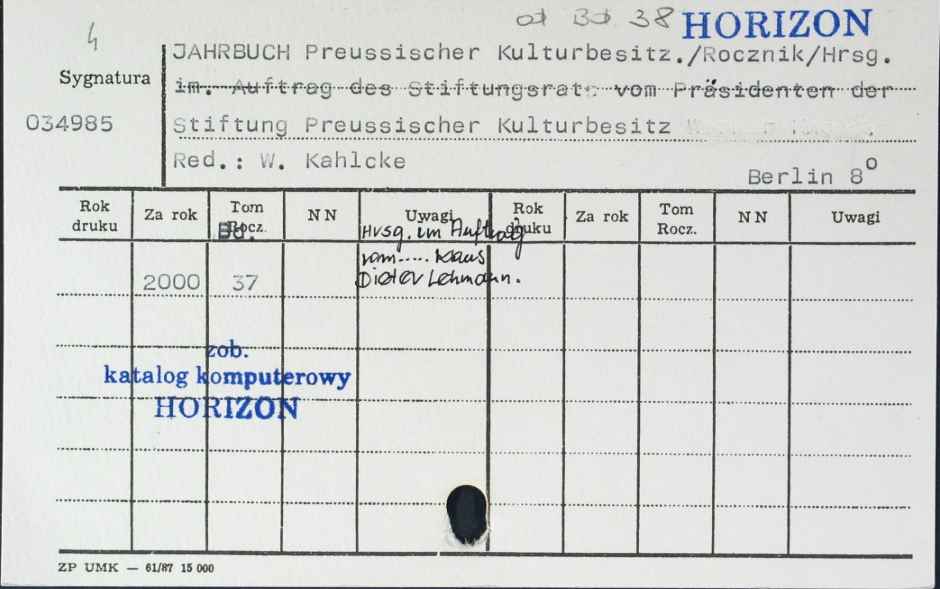 4
od Bd. 38 HORIZON
JAHRBUCH Preussischer Kulturbesitz./Rocznik/Hrsg.
Sygnatura
im. Auftrag des Stiftungsrats vom Präsidenten der
034985
Stiftung Preussischer Kulturbesitz
Red.: W. Kahlcke
Berlin 8°
Rok druku Za rok Tom Rocz. NN Uwagi Rok druku Za rok Tom Rocz. NN Uwagi
Bd.
Hrsg. im Auftrag
vom..... Klaus
2000 37 Dieter Lehmann.
zob.
katalog komputerowy
HORIZON
ZP UMK — 61/87 15 000